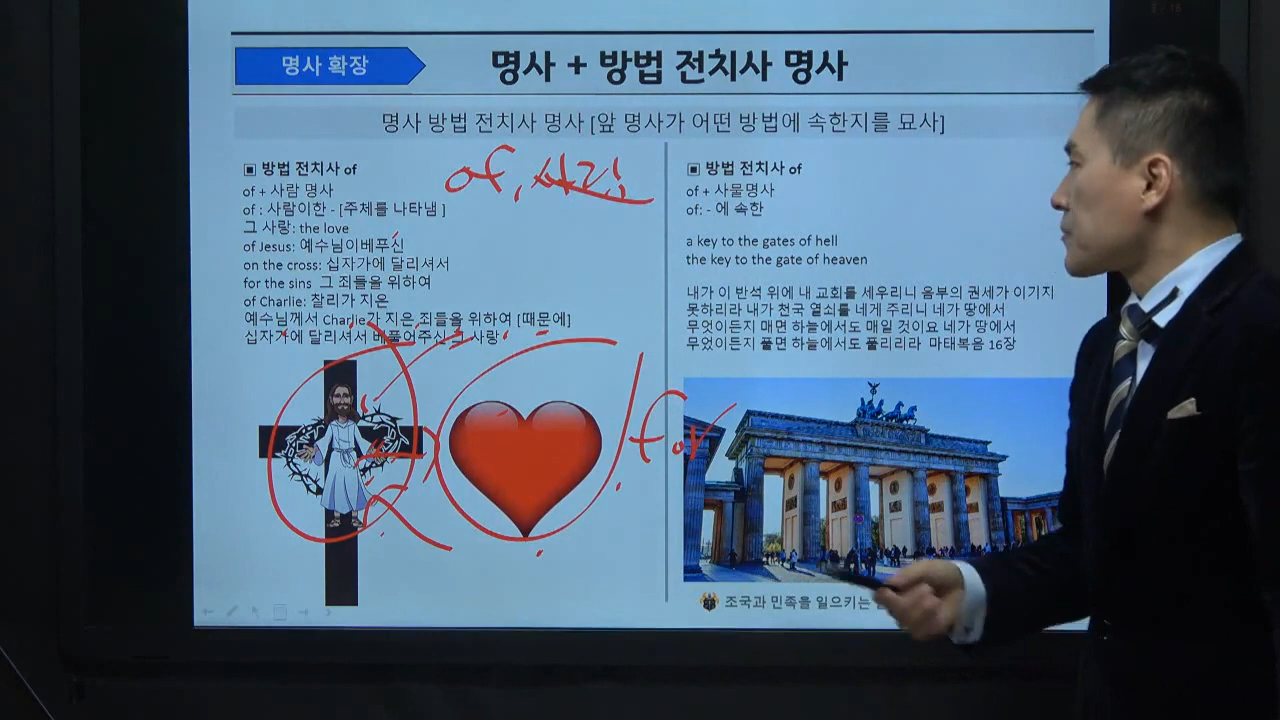 명사 확장
명사 + 방법 전치사 명사
명사 방법 전치사 명사 [앞 명사가 어떤 방법에 속한지를 묘사]
▣ 방법 전치사 of
of + 사람 명사
of : 사람이한 - [주체를 나타냄 ]
그 사랑: the love
of Jesus: 예수님이베푸신
on the cross: 십자가에 달리셔서
for the sins 그 죄들을 위하여
of Charlie: 찰리가 지은
예수님께서 Charlie가 지은 죄들을 위하여 [때문에]
십자가에 달리셔서 베풀어주신 그 사랑
of, 사람
for
▣ 방법 전치사 of
of + 사물명사
of: - 에 속한
a key to the gates of hell
the key to the gate of heaven
내가 이 반석 위에 내 교회를 세우리니 음부의 권세가 이기지
못하리라 내가 천국 열쇠를 네게 주리니 네가 땅에서
무엇이든지 매면 하늘에서도 매일 것이요 네가 땅에서
무었이든지 풀면 하늘에서도 풀리리라 마태복음 16장
조국과 민족을 일으키는